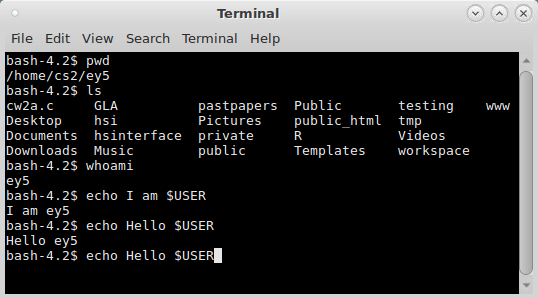 Terminal
File Edit View Search Terminal Help
bash-4.2$ pwd
/home/cs2/ey5
bash-4.2$ ls
cw2a.c     GLA          pastpapers  Public       testing    www
Desktop    hsi          Pictures    public_html  tmp
Documents  hsinterface  private     R            Videos
Downloads  Music        public      Templates    workspace
bash-4.2$ whoami
ey5
bash-4.2$ echo I am $USER
I am ey5
bash-4.2$ echo Hello $USER
Hello ey5
bash-4.2$ echo Hello $USER